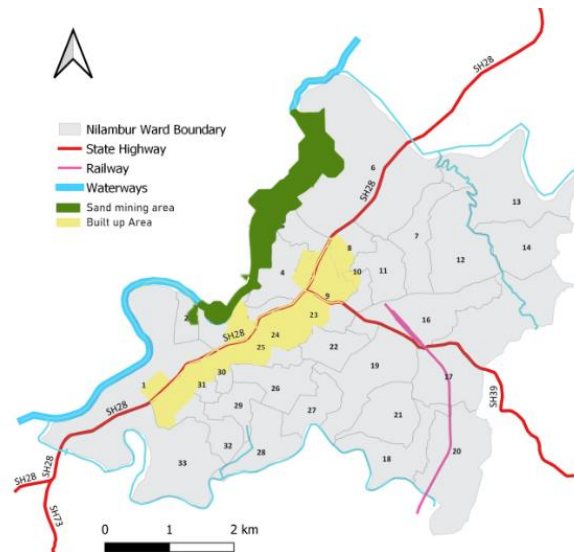 Nilambur Ward Boundary
State Highway
Railway
Waterways
Sand mining area
Built up Area
SH28
6
SH28
13
8
7
14
4
10
11
12
9
16
2
SH28
23
24
25
22
1
31
30
19
17
SH39
26
29
27
21
SH28
32
28
18
20
33
SH28
SH28
SH73
0 1 2 km